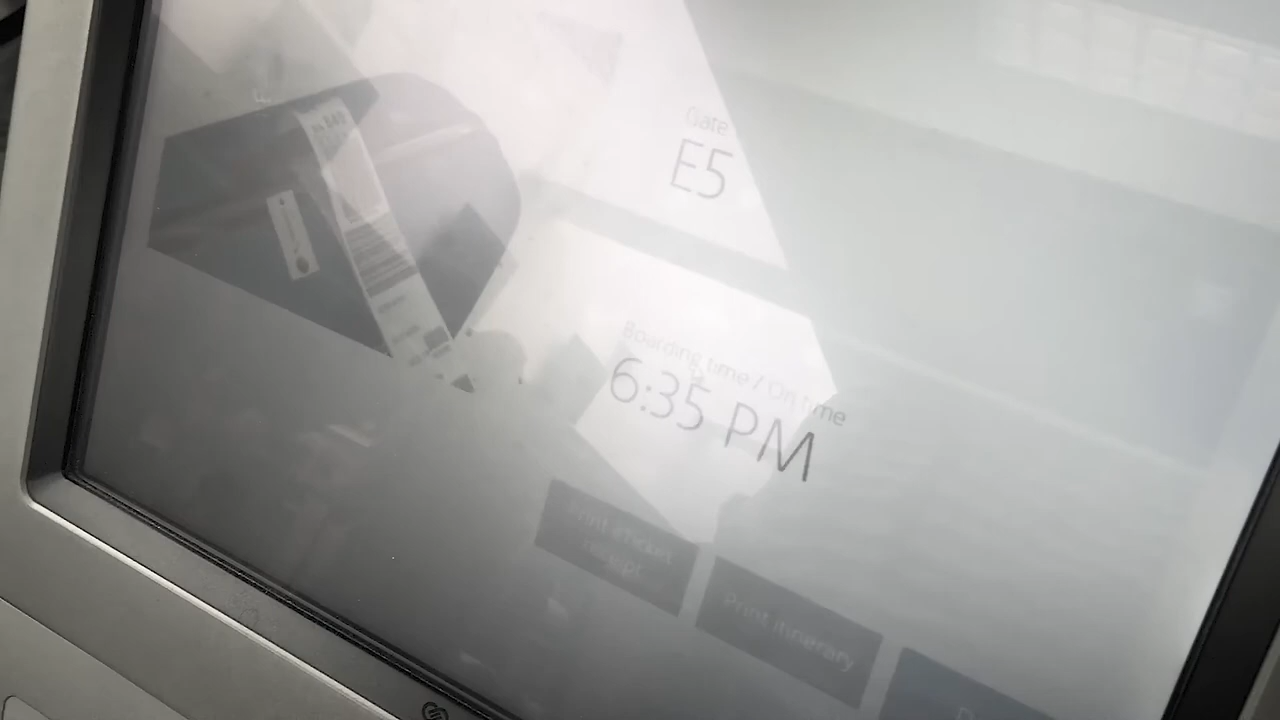 Gate
E5
Boarding time / On time
6:35 PM
Print eTicket
receipt
Print itinerary